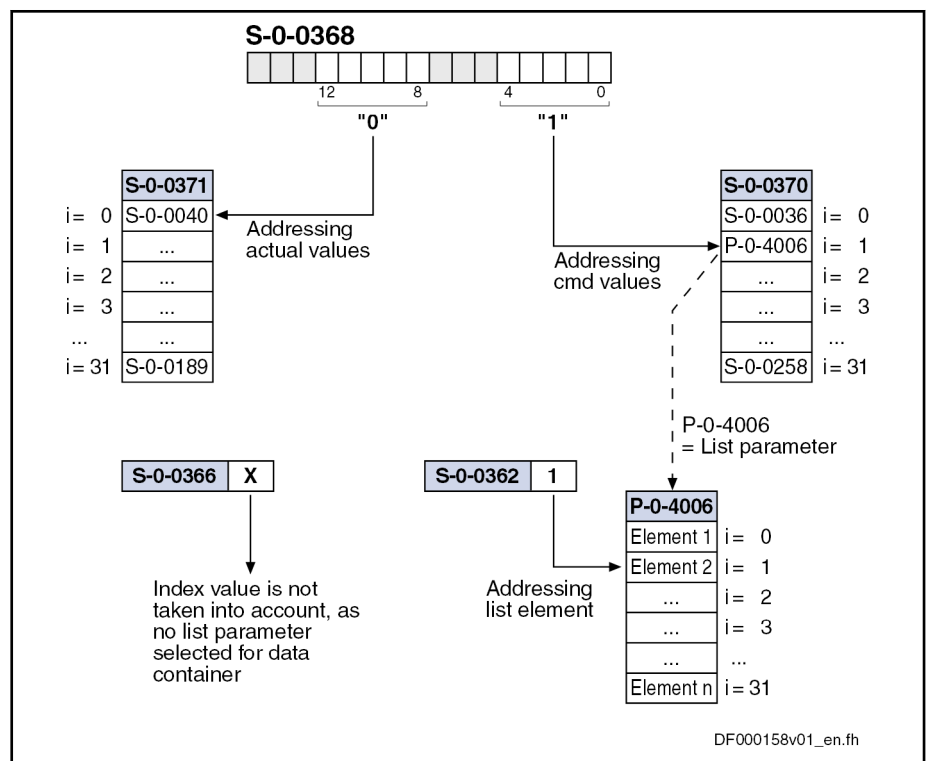 S-0-0368
12 8 4 0
"0" "1"
S-0-0371
i= 0 S-0-0040
i= 1 ...
i= 2 ...
i= 3 ...
... ...
i= 31 S-0-0189
Addressing
actual values
S-0-0370
S-0-0036 i= 0
P-0-4006 i= 1
... i= 2
... i= 3
... ...
S-0-0258 i= 31
Addressing
cmd values
P-0-4006
= List parameter
S-0-0366 X
Index value is not
taken into account, as
no list parameter
selected for data
container
S-0-0362 1
Addressing
list element
P-0-4006
Element 1 i= 0
Element 2 i= 1
... i= 2
... i= 3
... ...
Element n i= 31
DF000158v01_en.fh